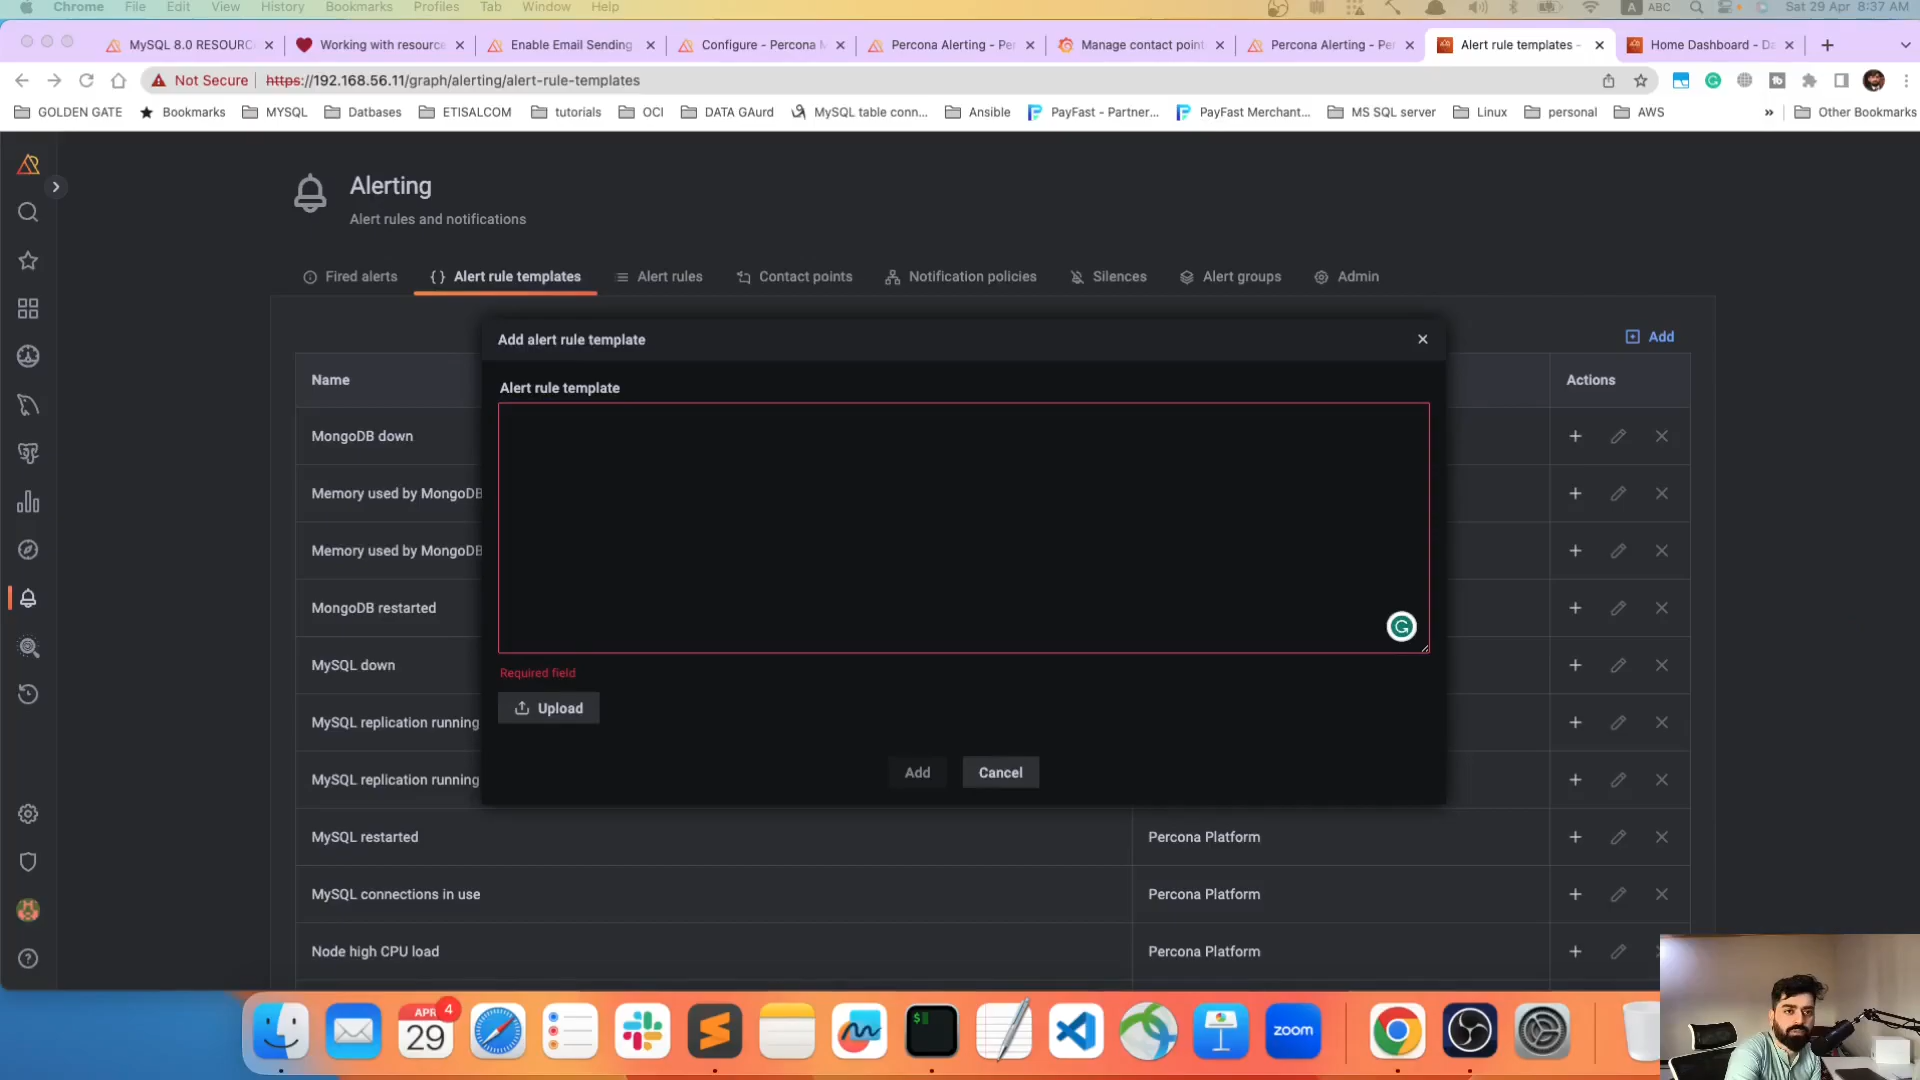 Chrome File Edit View History Bookmarks Profiles Tab Window Help A ABC Sat 29 Apr 8:37 AM
MySQL 8.0 RESOURC Working with resource Enable Email Sending Configure - Percona M Percona Alerting - Per Manage contact point Percona Alerting - Per Alert rule templates - Home Dashboard - Da
Not Secure https://192.168.56.11/graph/alerting/alert-rule-templates
GOLDEN GATE Bookmarks MYSQL Datbases ETISALCOM tutorials OCI DATA GAurd MySQL table conn... Ansible PayFast - Partner... PayFast Merchant... MS SQL server Linux personal AWS » Other Bookmarks
Alerting
Alert rules and notifications
Fired alerts {} Alert rule templates Alert rules Contact points Notification policies Silences Alert groups Admin
Add
Add alert rule template
Name
Actions
Alert rule template
MongoDB down
Memory used by MongoDB
Memory used by MongoDB
MongoDB restarted
MySQL down
Required field
Upload
MySQL replication running
MySQL replication running
Add Cancel
MySQL restarted Percona Platform
MySQL connections in use Percona Platform
Node high CPU load Percona Platform
APR 4
29
$
zoom